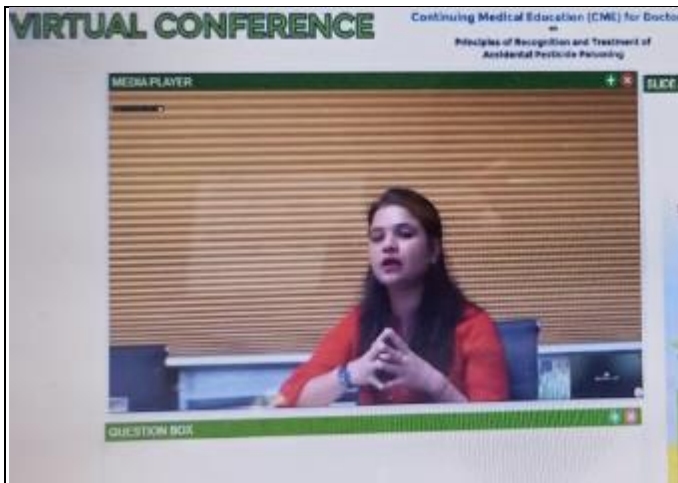 VIRTUAL CONFERENCE
Continuing Medical Education (CME) for Docto
on
Principles of Recognition and Treatment of
Accidental Pesticide Poisoning
MEDIA PLAYER
SLIDE
QUESTION BOX